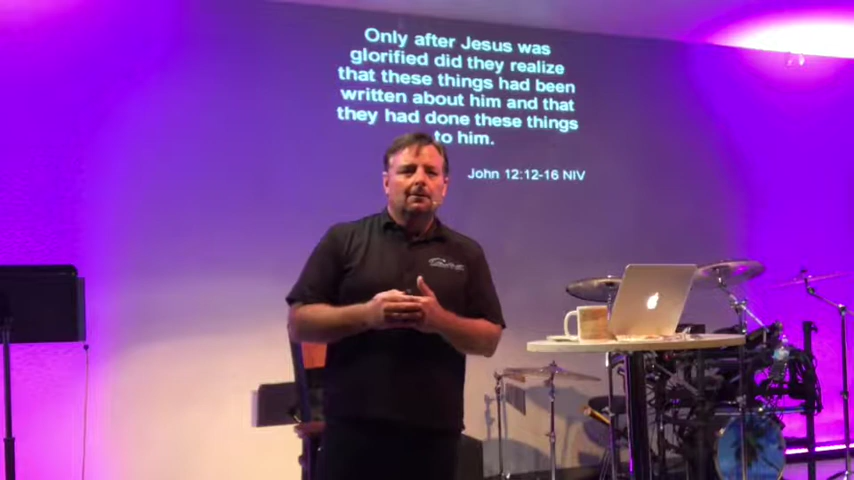 Only after Jesus was
glorified did they realize
that these things had been
written about him and that
they had done these things
to him.
John 12:12-16 NIV